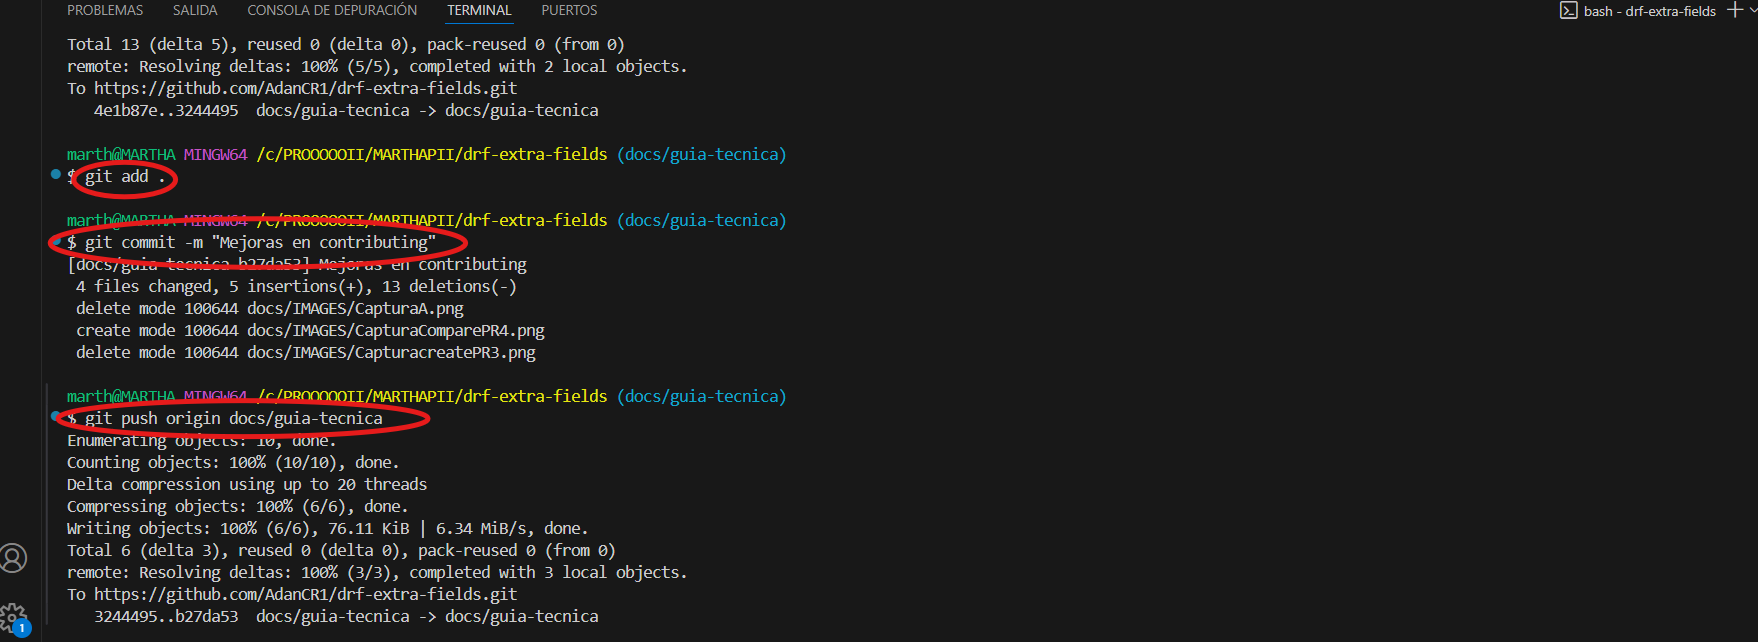 PROBLEMAS SALIDA CONSOLA DE DEPURACIÓN TERMINAL PUERTOS bash - drf-extra-fields
Total 13 (delta 5), reused 0 (delta 0), pack-reused 0 (from 0)
remote: Resolving deltas: 100% (5/5), completed with 2 local objects.
To https://github.com/AdanCR1/drf-extra-fields.git
4e1b87e..3244495 docs/guia-tecnica -> docs/guia-tecnica
marth@MARTHA MINGW64 /c/PROOOOOII/MARTHAPII/drf-extra-fields (docs/guia-tecnica)
$ git add .
marth@MARTHA MINGW64 /c/PROOOOOII/MARTHAPII/drf-extra-fields (docs/guia-tecnica)
$ git commit -m "Mejoras en contributing"
[docs/guia-tecnica b27da53] Mejoras en contributing
4 files changed, 5 insertions(+), 13 deletions(-)
delete mode 100644 docs/IMAGES/CapturaA.png
create mode 100644 docs/IMAGES/CapturaComparePR4.png
delete mode 100644 docs/IMAGES/CapturacreatePR3.png
marth@MARTHA MINGW64 /c/PROOOOOII/MARTHAPII/drf-extra-fields (docs/guia-tecnica)
$ git push origin docs/guia-tecnica
Enumerating objects: 10, done.
Counting objects: 100% (10/10), done.
Delta compression using up to 20 threads
Compressing objects: 100% (6/6), done.
Writing objects: 100% (6/6), 76.11 KiB | 6.34 MiB/s, done.
Total 6 (delta 3), reused 0 (delta 0), pack-reused 0 (from 0)
remote: Resolving deltas: 100% (3/3), completed with 3 local objects.
To https://github.com/AdanCR1/drf-extra-fields.git
3244495..b27da53 docs/guia-tecnica -> docs/guia-tecnica
1